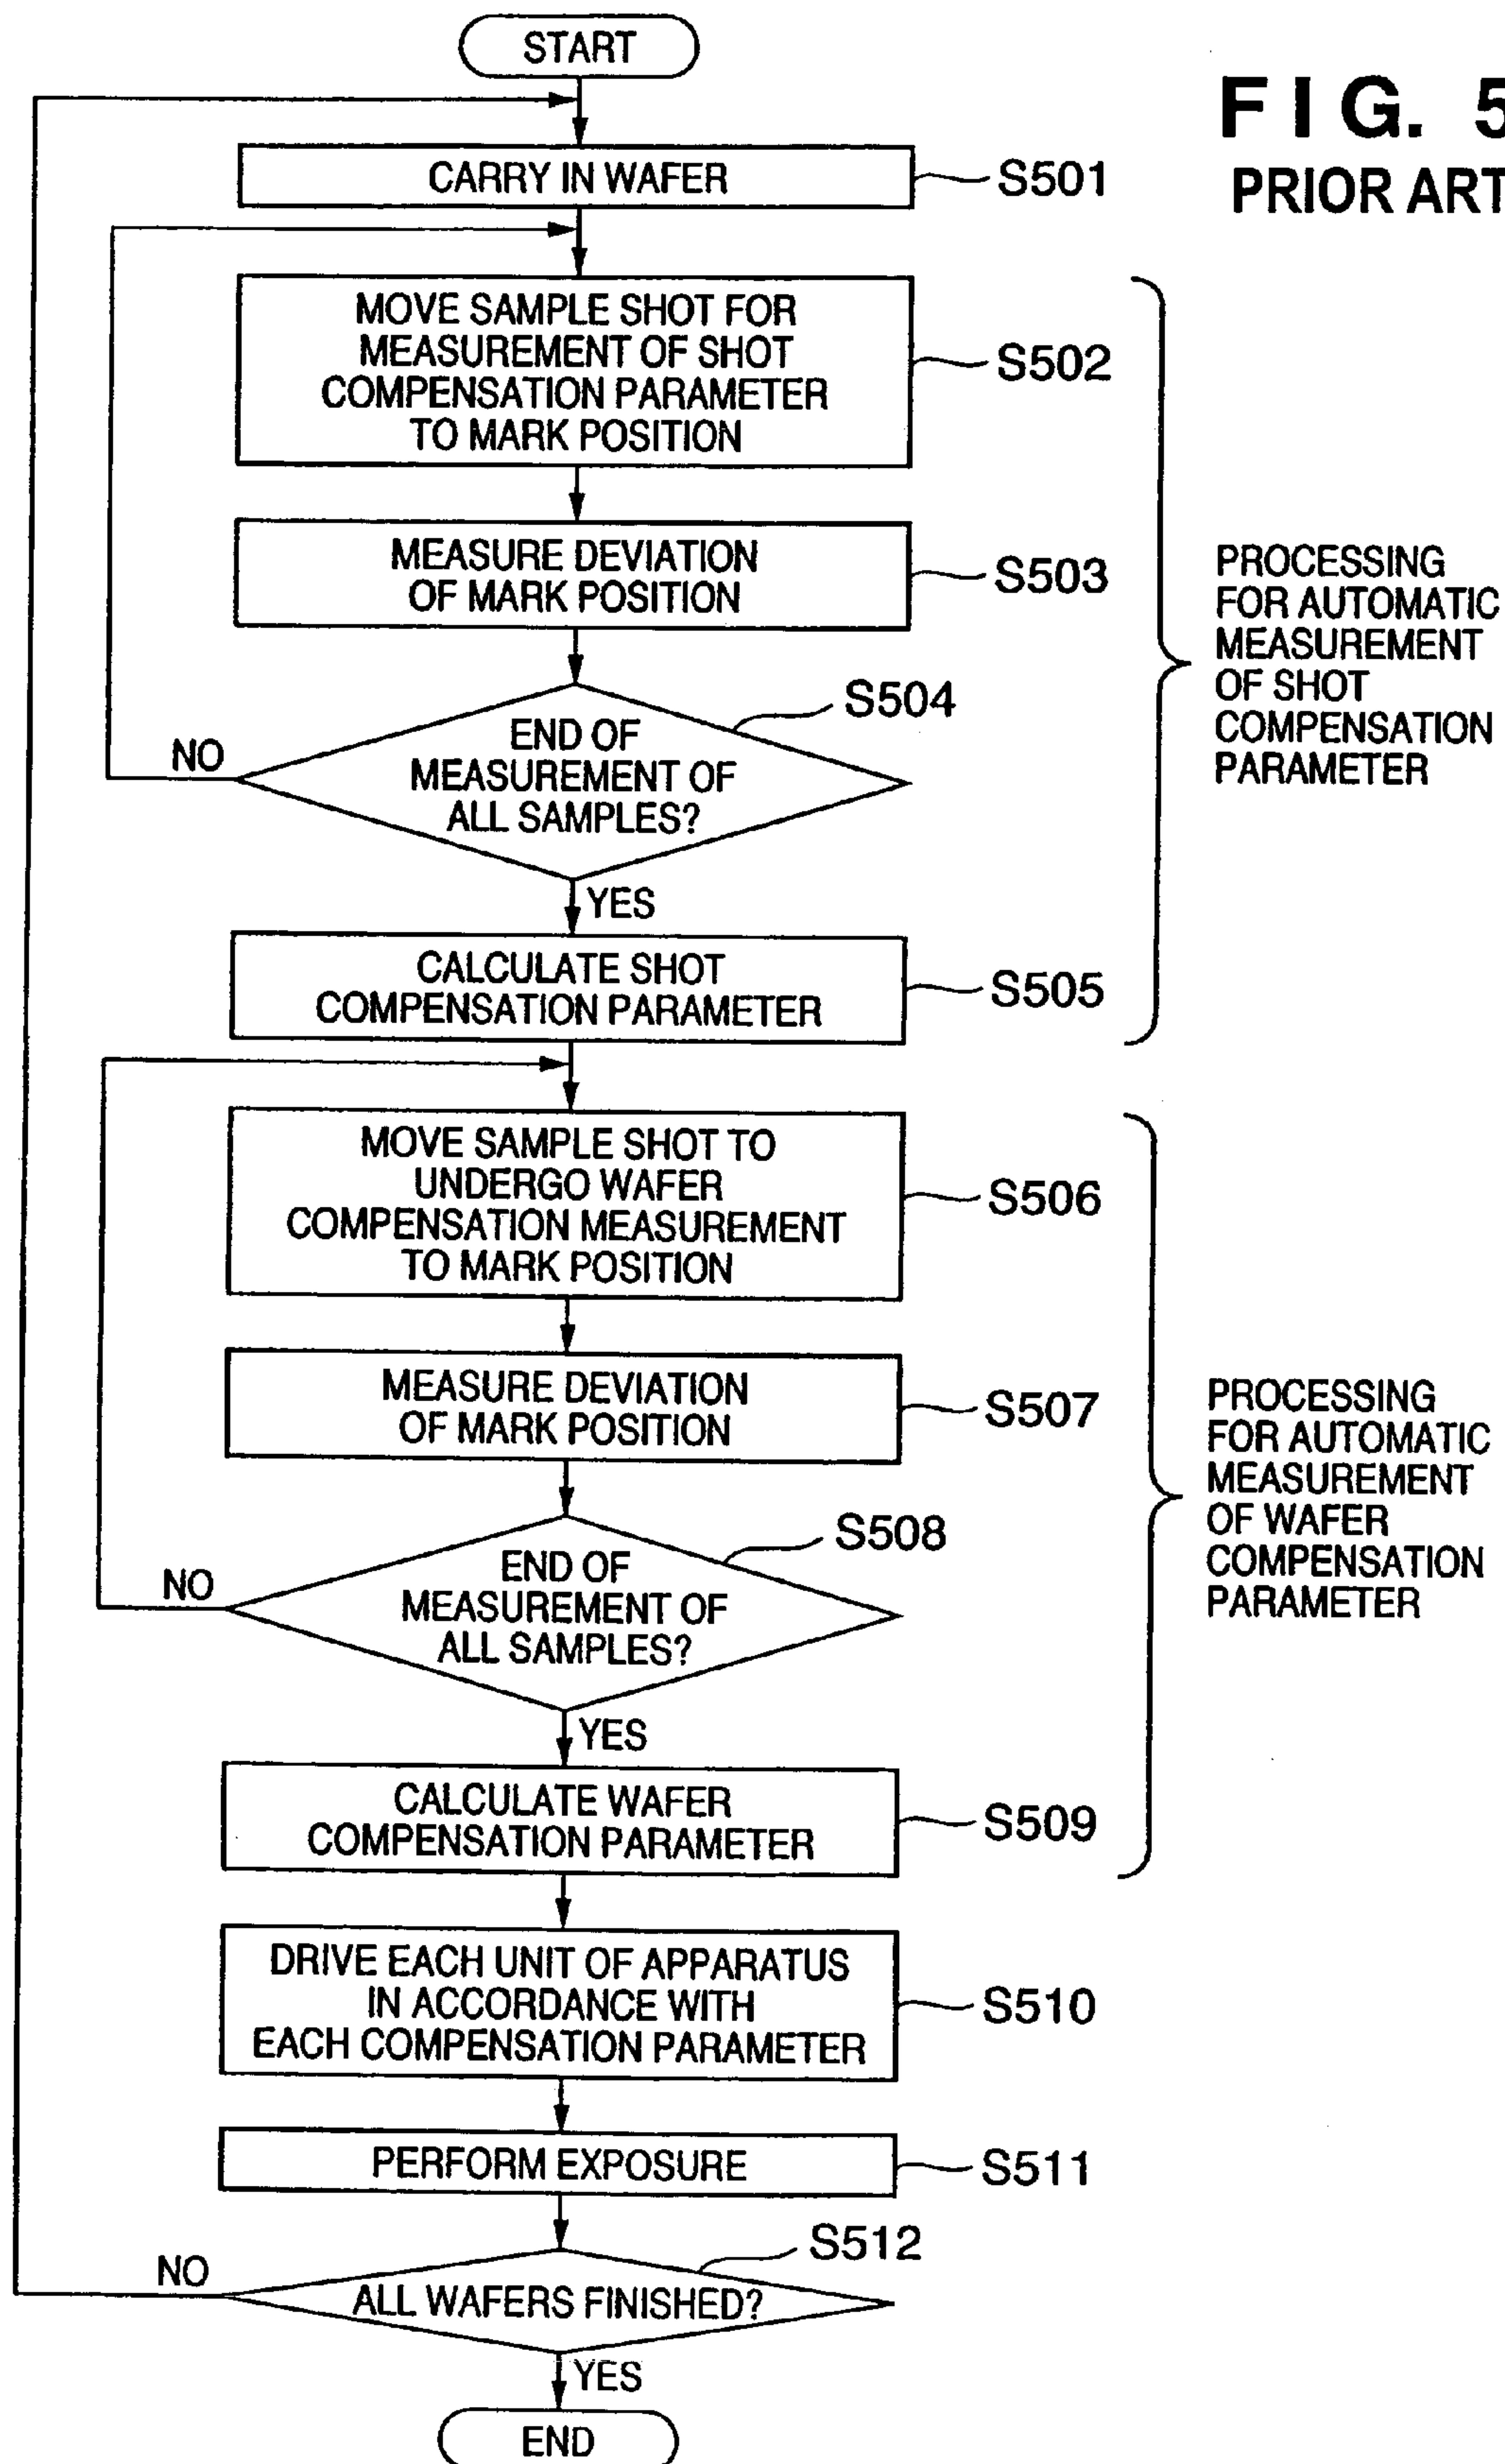 START
FIG. 5
PRIOR ART
CARRY IN WAFER
S501
MOVE SAMPLE SHOT FOR
MEASUREMENT OF SHOT
COMPENSATION PARAMETER
TO MARK POSITION
S502
MEASURE DEVIATION
OF MARK POSITION
S503
PROCESSING
FOR AUTOMATIC
MEASUREMENT
OF SHOT
COMPENSATION
PARAMETER
S504
END OF
MEASUREMENT OF
ALL SAMPLES?
NO
YES
CALCULATE SHOT
COMPENSATION PARAMETER
S505
MOVE SAMPLE SHOT TO
UNDERGO WAFER
COMPENSATION MEASUREMENT
TO MARK POSITION
S506
MEASURE DEVIATION
OF MARK POSITION
S507
PROCESSING
FOR AUTOMATIC
MEASUREMENT
OF WAFER
COMPENSATION
PARAMETER
S508
END OF
MEASUREMENT OF
ALL SAMPLES?
NO
YES
CALCULATE WAFER
COMPENSATION PARAMETER
S509
DRIVE EACH UNIT OF APPARATUS
IN ACCORDANCE WITH
EACH COMPENSATION PARAMETER
S510
PERFORM EXPOSURE
S511
S512
NO
ALL WAFERS FINISHED?
YES
END